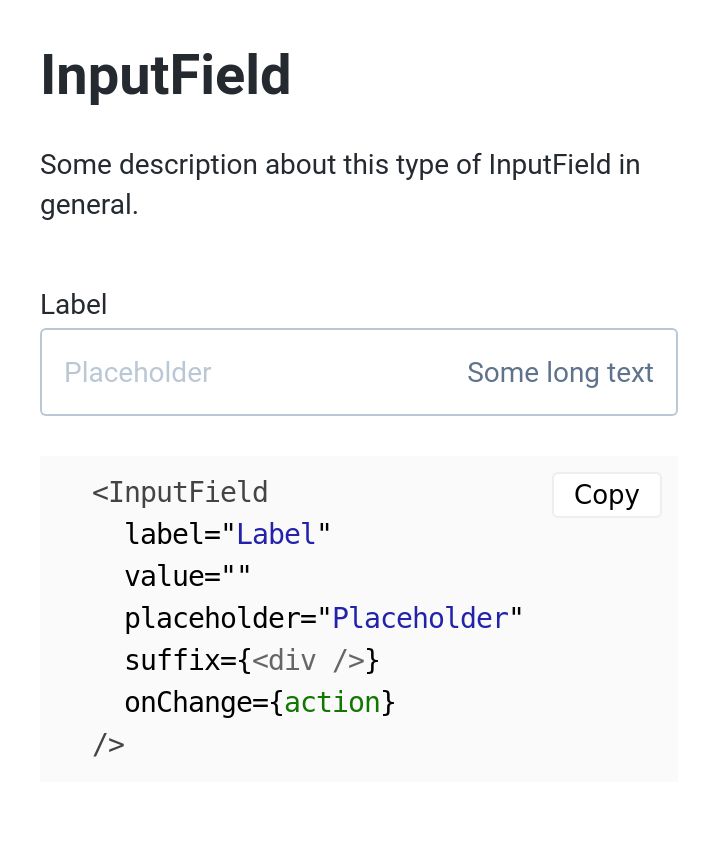 InputField
Some description about this type of InputField in
general.
Label
Placeholder Some long text
<InputField
Copy
label="Label"
value=""
placeholder="Placeholder"
suffix={<div />}
onChange={action}
/>